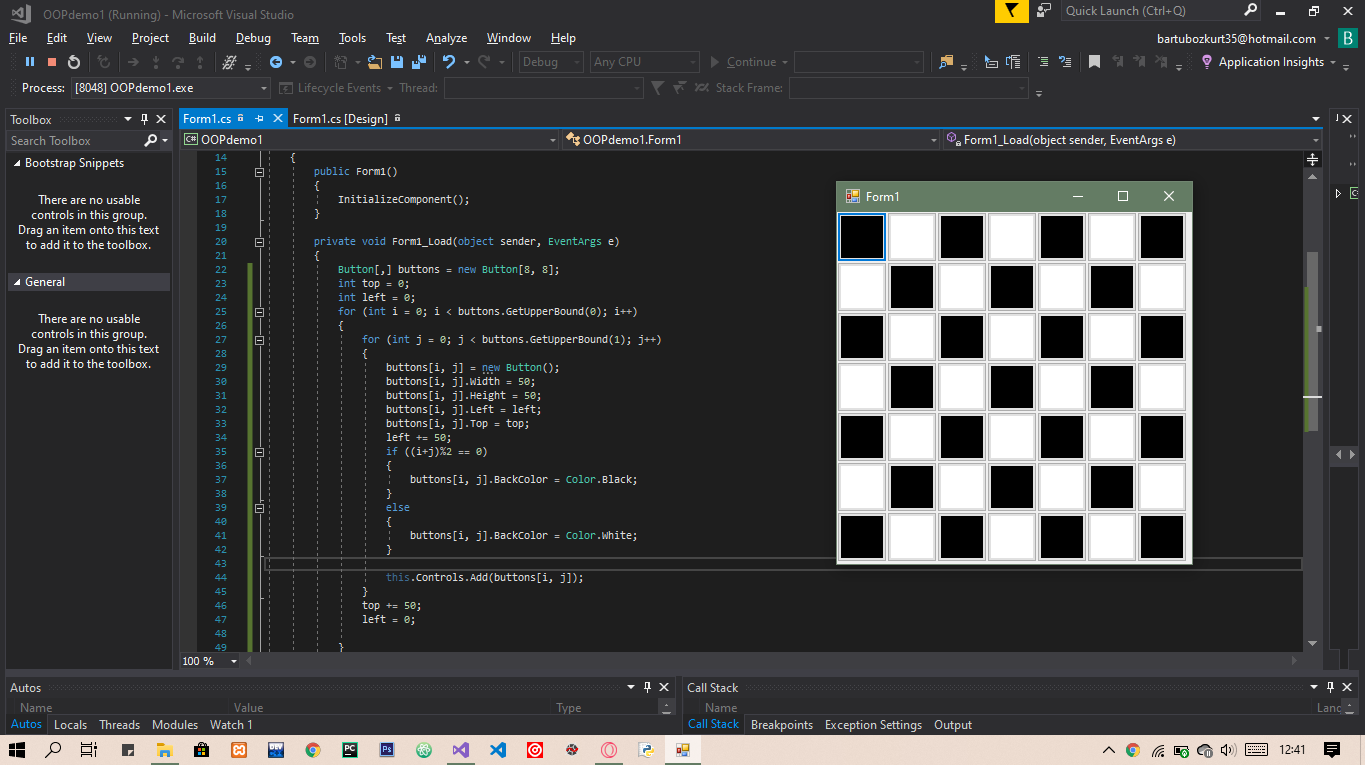 OOPdemo1 (Running) - Microsoft Visual Studio
Quick Launch (Ctrl+Q)
File Edit View Project Build Debug Team Tools Test Analyze Window Help
bartubozkurt35@hotmail.com B
Debug Any CPU Continue Application Insights
Process: [8048] OOPdemo1.exe Lifecycle Events Thread: Stack Frame:
Toolbox
Search Toolbox
Bootstrap Snippets
There are no usable
controls in this group.
Drag an item onto this text
to add it to the toolbox.
General
There are no usable
controls in this group.
Drag an item onto this text
to add it to the toolbox.
Form1.cs Form1.cs [Design]
C# OOPdemo1 OOPdemo1.Form1 Form1_Load(object sender, EventArgs e)
14 {
15 public Form1()
16 {
17 InitializeComponent();
18 }
19
20 private void Form1_Load(object sender, EventArgs e)
21 {
22 Button[,] buttons = new Button[8, 8];
23 int top = 0;
24 int left = 0;
25 for (int i = 0; i < buttons.GetUpperBound(0); i++)
26 {
27 for (int j = 0; j < buttons.GetUpperBound(1); j++)
28 {
29 buttons[i, j] = new Button();
30 buttons[i, j].Width = 50;
31 buttons[i, j].Height = 50;
32 buttons[i, j].Left = left;
33 buttons[i, j].Top = top;
34 left += 50;
35 if ((i+j)%2 == 0)
36 {
37 buttons[i, j].BackColor = Color.Black;
38 }
39 else
40 {
41 buttons[i, j].BackColor = Color.White;
42 }
43
44 this.Controls.Add(buttons[i, j]);
45 }
46 top += 50;
47 left = 0;
48
49 }
Form1
100 %
Autos
Name Value Type
Autos Locals Threads Modules Watch 1
Call Stack
Name
Call Stack Breakpoints Exception Settings Output
DEV
PC
Ps
12:41